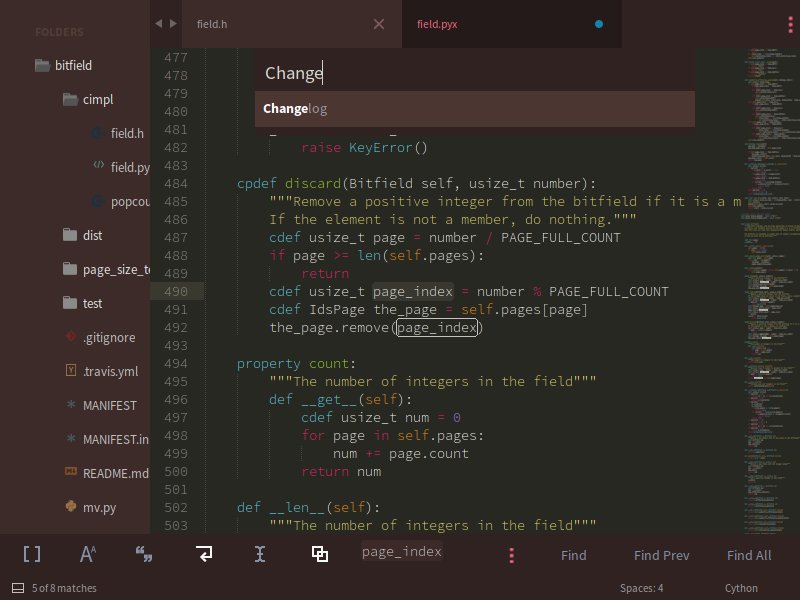 FOLDERS
bitfield
cimpl
field.h
field.py
popcou
dist
page_size_t
test
.gitignore
.travis.yml
MANIFEST
MANIFEST.in
README.md
mv.py
field.h
field.pyx
Change
Changelog
477
478
479
480
481
482 raise KeyError()
483
484 cpdef discard(Bitfield self, usize_t number):
485 """Remove a positive integer from the bitfield if it is a m
486 If the element is not a member, do nothing."""
487 cdef usize_t page = number / PAGE_FULL_COUNT
488 if page >= len(self.pages):
489 return
490 cdef usize_t page_index = number % PAGE_FULL_COUNT
491 cdef IdsPage the_page = self.pages[page]
492 the_page.remove(page_index)
493
494 property count:
495 """The number of integers in the field"""
496 def __get__(self):
497 cdef usize_t num = 0
498 for page in self.pages:
499 num += page.count
500 return num
501
502 def __len__(self):
503 """The number of integers in the field"""
page_index
Find
Find Prev
Find All
5 of 8 matches
Spaces: 4
Cython